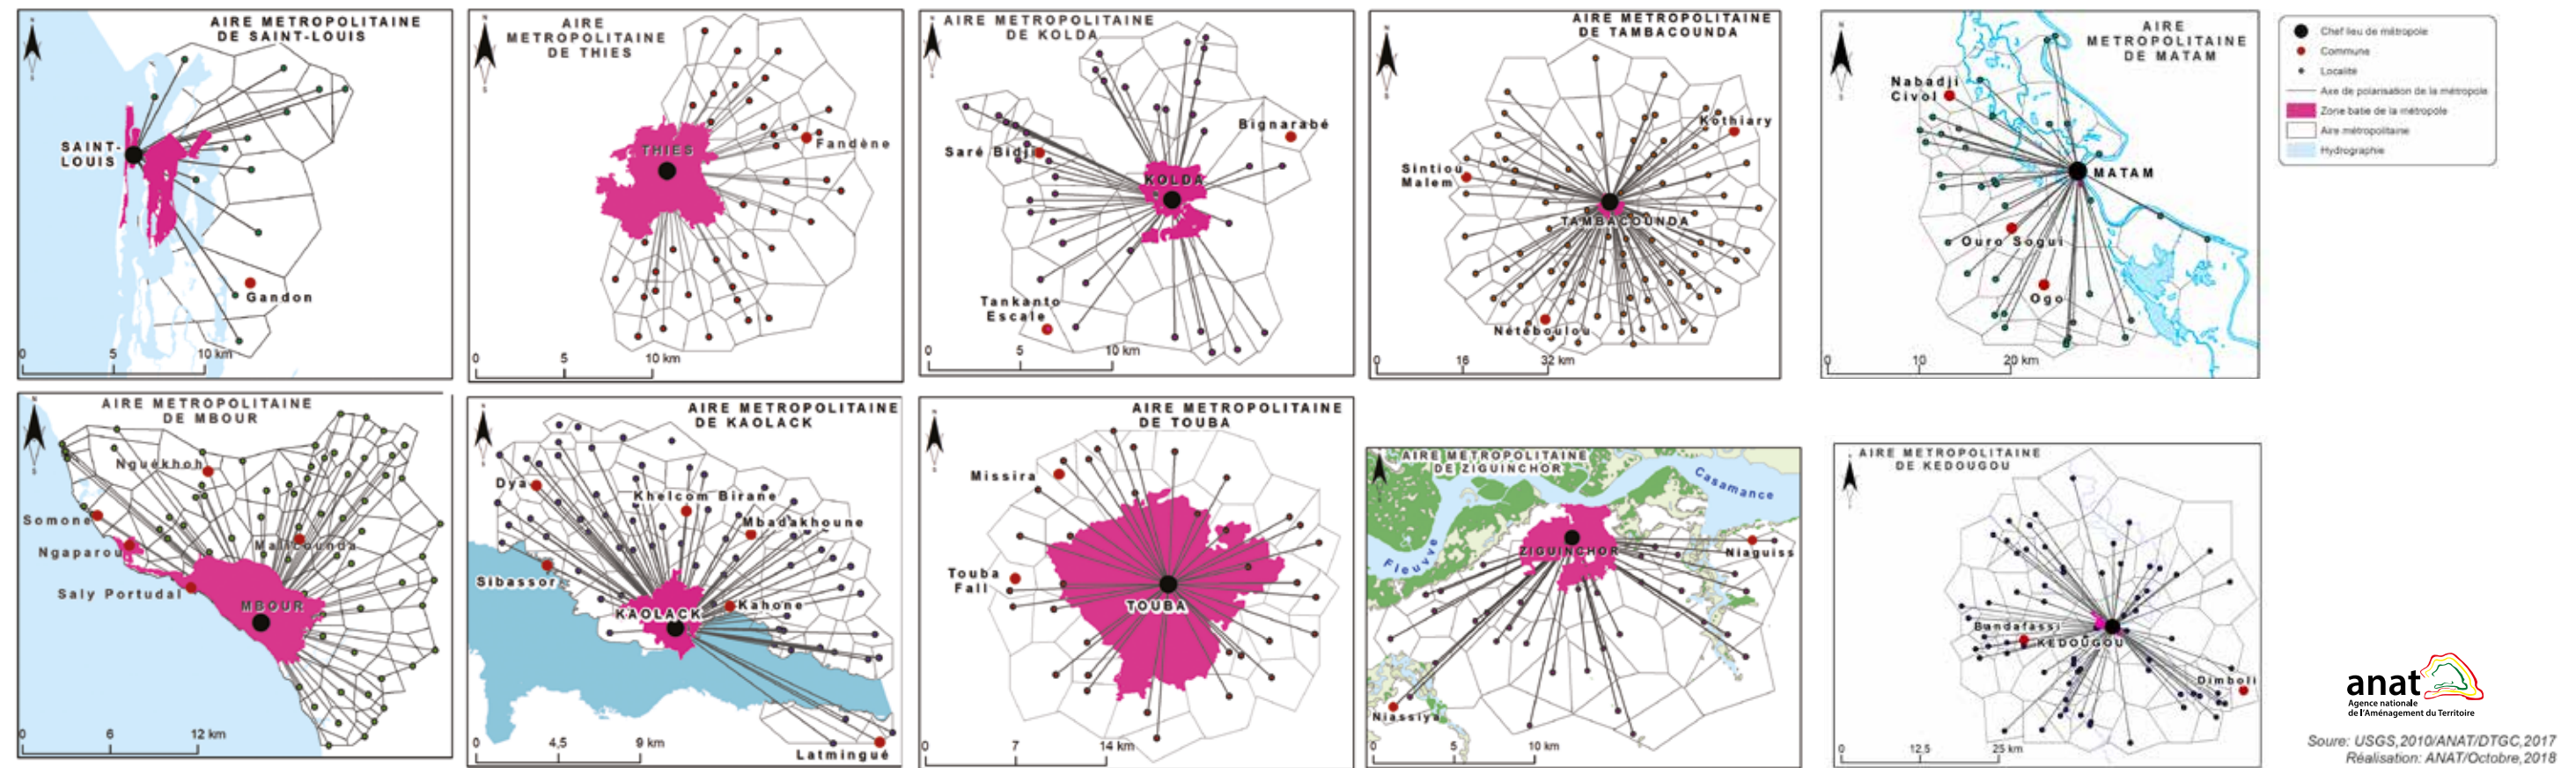 AIRE METROPOLITAINE
DE SAINT-LOUIS
N
SAINT-
LOUIS
Gandon
S
0 5 10 km
AIRE
METROPOLITAINE
DE THIES
N
S
THIES
Fandène
0 5 10 km
AIRE METROPOLITAINE
DE KOLDA
N
S
Bignarabé
Saré Bidji
KOLDA
Tankanto
Escale
0 5 10 km
AIRE METROPOLITAINE
DE TAMBACOUNDA
N
S
Kothiary
Sintiou
Malem
TAMBACOUNDA
Nétéboulou
0 16 32 km
AIRE
METROPOLITAINE
DE MATAM
N
S
Nabadji
Civol
MATAM
Ouro Sogui
Ogo
0 10 20 km
Chef lieu de métropole
Commune
Localité
Axe de polarisation de la métropole
Zone batie de la métropole
Aire métropolitaine
Hydrographie
AIRE METROPOLITAINE
DE MBOUR
N
S
Nguékhoh
Somone
Ngaparou
Malicounda
Saly Portudal
MBOUR
0 6 12 km
AIRE METROPOLITAINE
DE KAOLACK
N
S
Dya
Khelcom Birane
Mbadakhoune
Sibassor
Kahone
KAOLACK
Latmingué
0 4,5 9 km
AIRE METROPOLITAINE
DE TOUBA
N
S
Missira
Touba
Fall
TOUBA
0 7 14 km
AIRE METROPOLITAINE
DE ZIGUINCHOR
N
S
Casamance
Fleuve
ZIGUINCHOR
Niaguiss
Niassiya
0 5 10 km
AIRE METROPOLITAINE
DE KEDOUGOU
N
S
Bandafassi
KEDOUGOU
Dimboli
0 12.5 25 km
anat
Agence nationale
de l'Aménagement du Territoire
Soure: USGS,2010/ANAT/DTGC,2017
Réalisation: ANAT/Octobre,2018